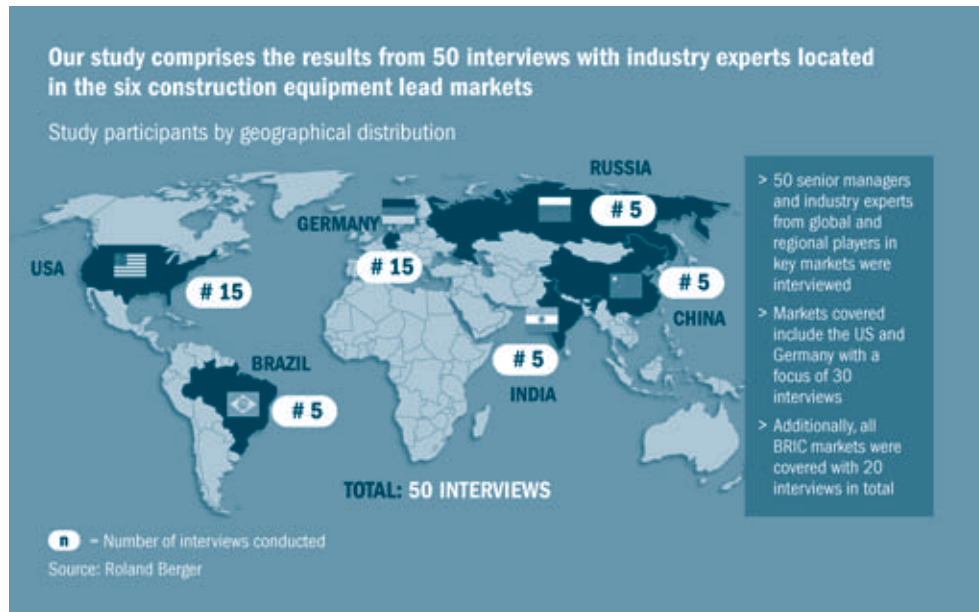 Our study comprises the results from 50 interviews with industry experts located
in the six construction equipment lead markets
Study participants by geographical distribution
RUSSIA
# 5
GERMANY
# 15
USA
# 15
# 5
CHINA
# 5
INDIA
BRAZIL
# 5
TOTAL: 50 INTERVIEWS
> 50 senior managers
and industry experts
from global and
regional players in
key markets were
interviewed
> Markets covered
include the US and
Germany with a
focus of 30
interviews
> Additionally, all
BRIC markets were
covered with 20
interviews in total
n = Number of interviews conducted
Source: Roland Berger